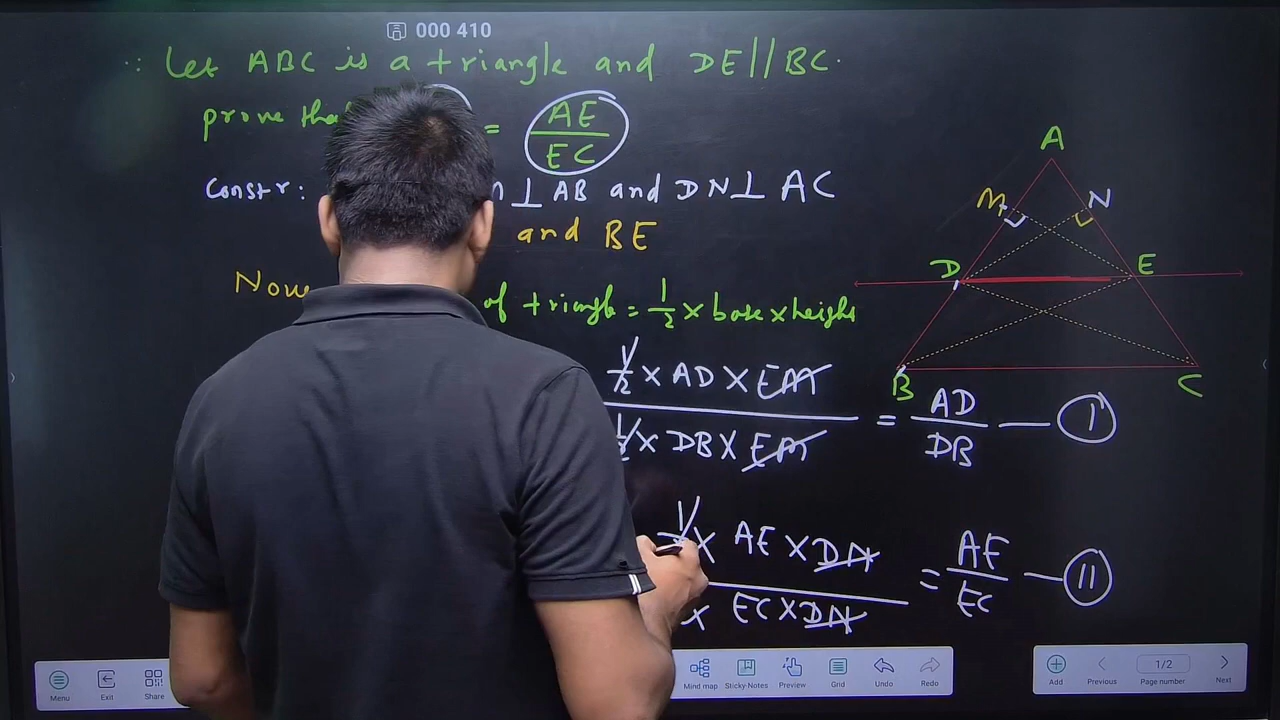 000 410
∴ Let ABC is a triangle and DE//BC.
prove that = AE/EC
Constr: ⊥ AB and DN⊥ AC
and BE
Now of triangle = 1/2 × base × height
1/2 × AD × EM
= AD/DB — I
1/2 × DB × EM
1/2 × AE × DN
= AE/EC — II
× EC × DN
A
M
N
D
E
B
C
Menu
Exit
Share
Mind map
Sticky-Notes
Preview
Grid
Undo
Redo
Add
Previous
1/2
Page number
Next